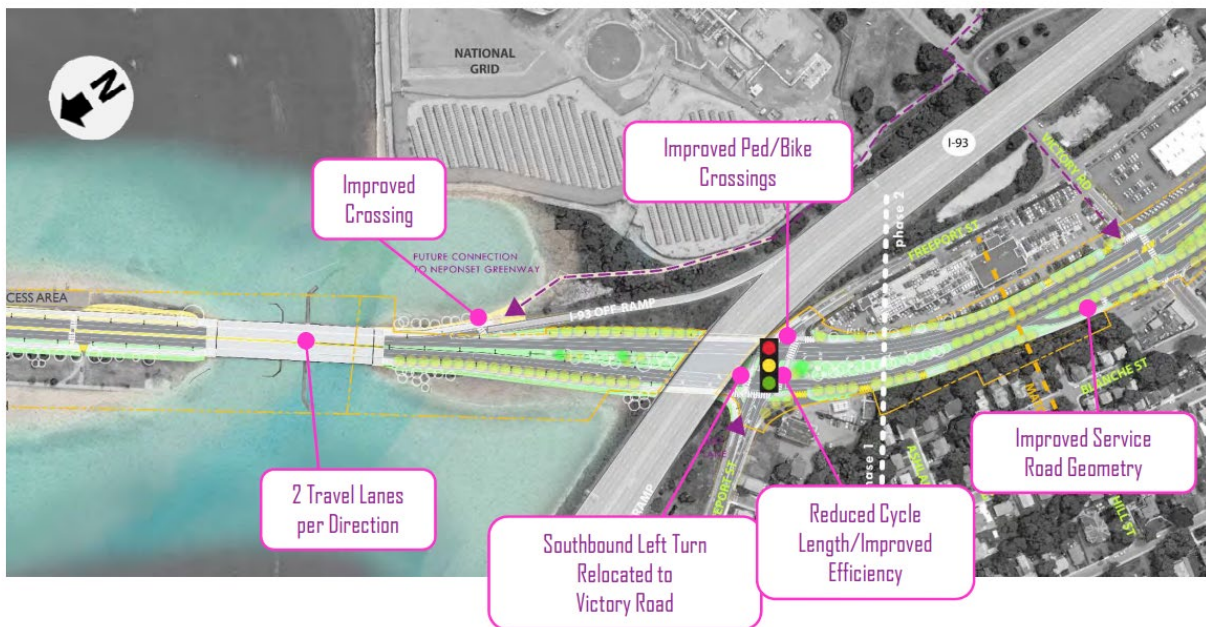 N
NATIONAL
GRID
I-93
VICTORY RD
Improved Ped/Bike
Crossings
Improved
Crossing
FUTURE CONNECTION
TO NEPONSET GREENWAY
I-93 OFF-RAMP
FREEPORT ST
phase 2
phase 1
CESS AREA
BLANCHE ST
2 Travel Lanes
per Direction
Improved Service
Road Geometry
Reduced Cycle
Length/Improved
Efficiency
Southbound Left Turn
Relocated to
Victory Road
EEPORT ST
RAMP
HILL ST